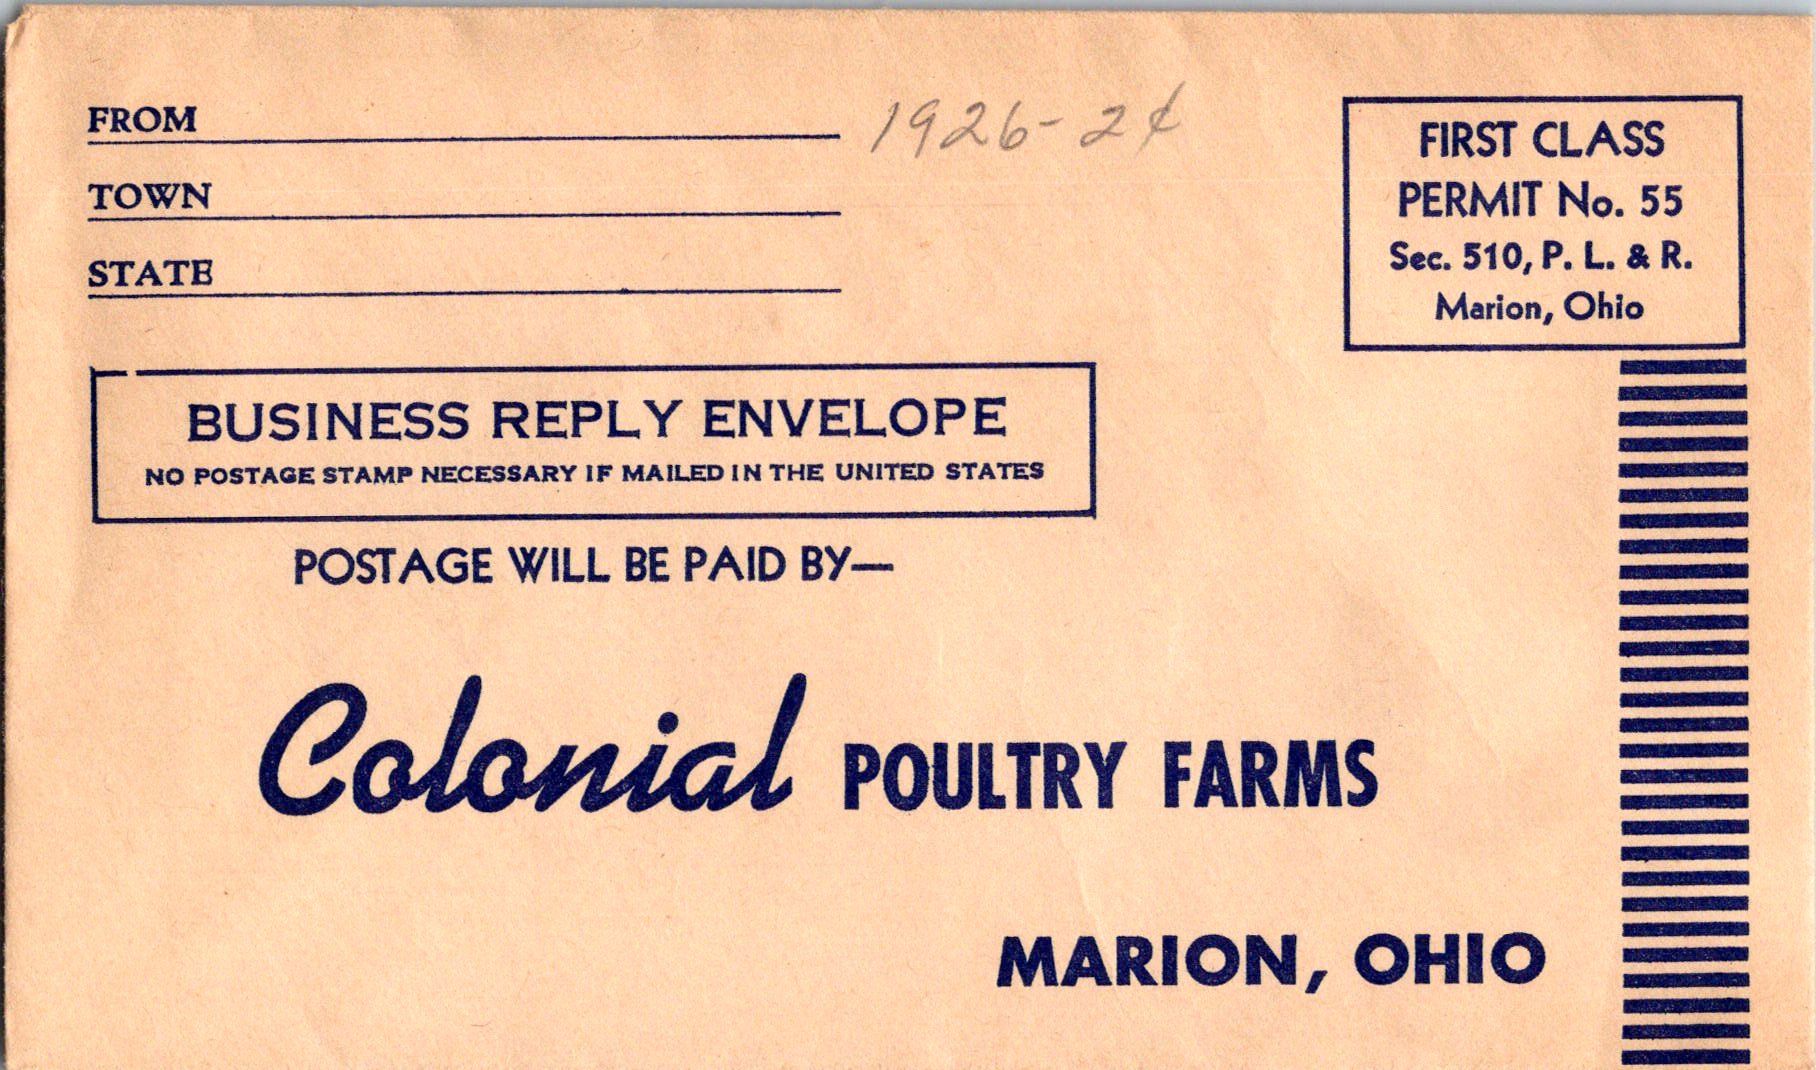 FROM
1926-2¢
TOWN
STATE
FIRST CLASS
PERMIT No. 55
Sec. 510, P. L. & R.
Marion, Ohio
BUSINESS REPLY ENVELOPE
NO POSTAGE STAMP NECESSARY IF MAILED IN THE UNITED STATES
POSTAGE WILL BE PAID BY—
Colonial POULTRY FARMS
MARION, OHIO